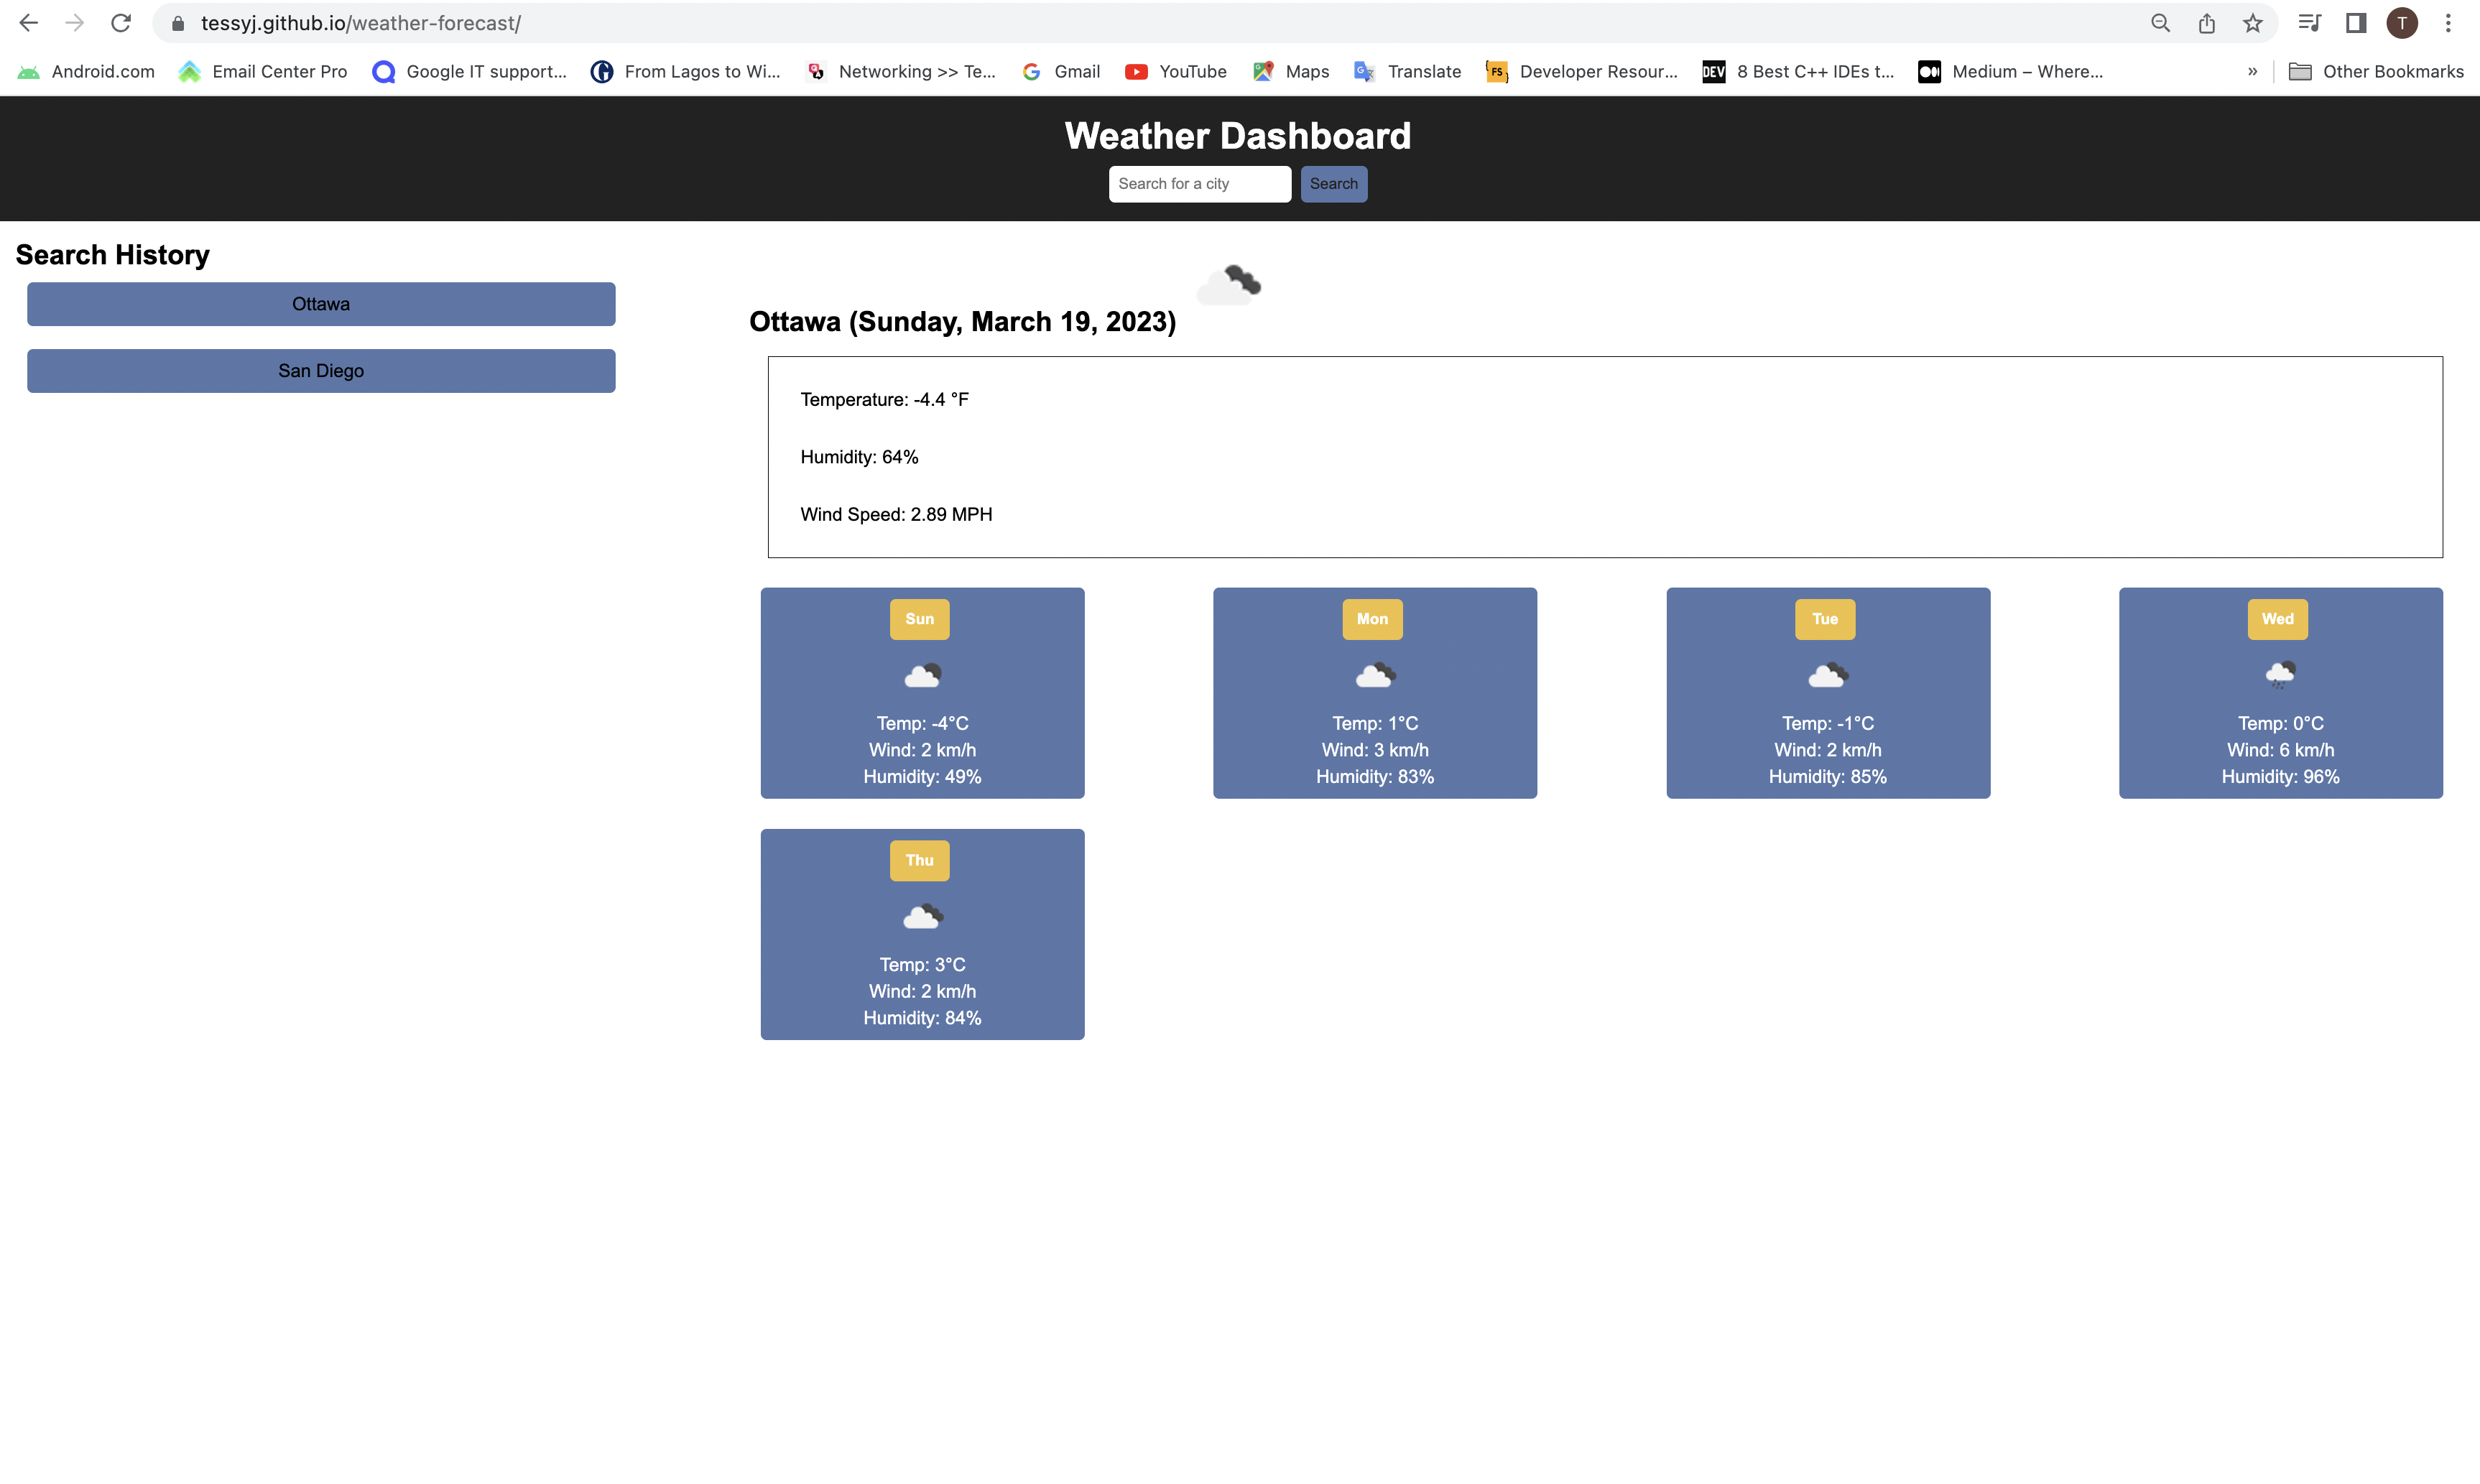 tessyj.github.io/weather-forecast/
T
Android.com
Email Center Pro
Google IT support...
From Lagos to Wi...
Networking >> Te...
Gmail
YouTube
Maps
Translate
FS
Developer Resour...
DEV
8 Best C++ IDEs t...
Medium – Where...
»
Other Bookmarks
Weather Dashboard
Search for a city
Search
Search History
Ottawa
San Diego
Ottawa (Sunday, March 19, 2023)
Temperature: -4.4 °F
Humidity: 64%
Wind Speed: 2.89 MPH
Sun
Temp: -4°C
Wind: 2 km/h
Humidity: 49%
Mon
Temp: 1°C
Wind: 3 km/h
Humidity: 83%
Tue
Temp: -1°C
Wind: 2 km/h
Humidity: 85%
Wed
Temp: 0°C
Wind: 6 km/h
Humidity: 96%
Thu
Temp: 3°C
Wind: 2 km/h
Humidity: 84%